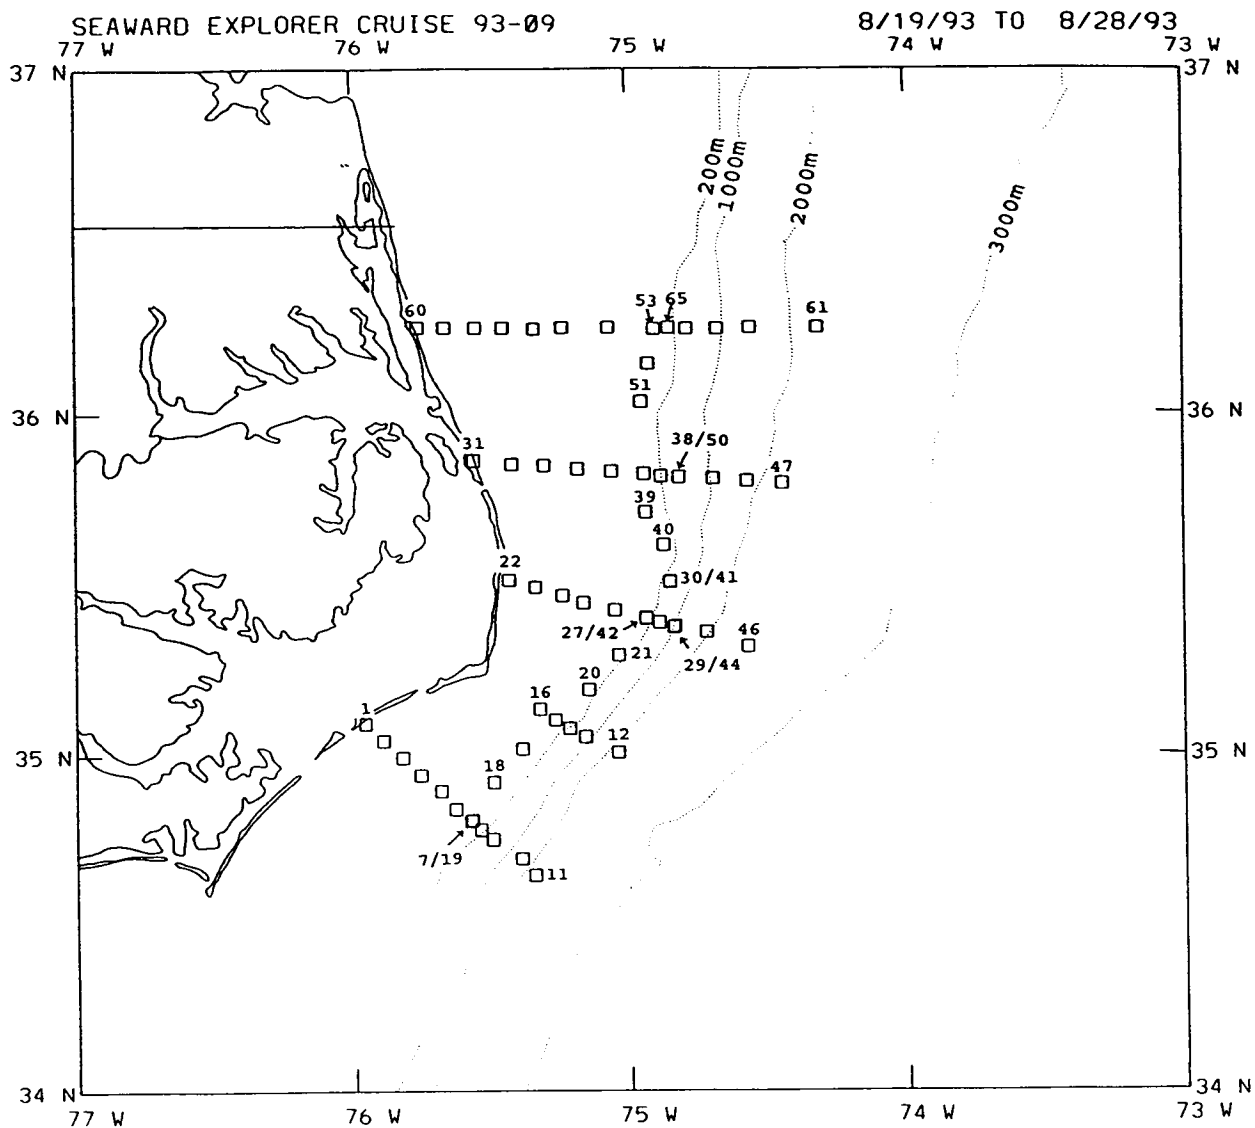 SEAWARD EXPLORER CRUISE 93-09 8/19/93 TO 8/28/93
77 W 76 W 75 W 74 W 73 W
37 N 37 N
200m
1000m
2000m
3000m
53 65
60 61
51
36 N 36 N
38/50
31 47
39
40
22
30/41
27/42 46
21 29/44
20
16
1
12
35 N 35 N
18
7/19
11
34 N 34 N
77 W 76 W 75 W 74 W 73 W